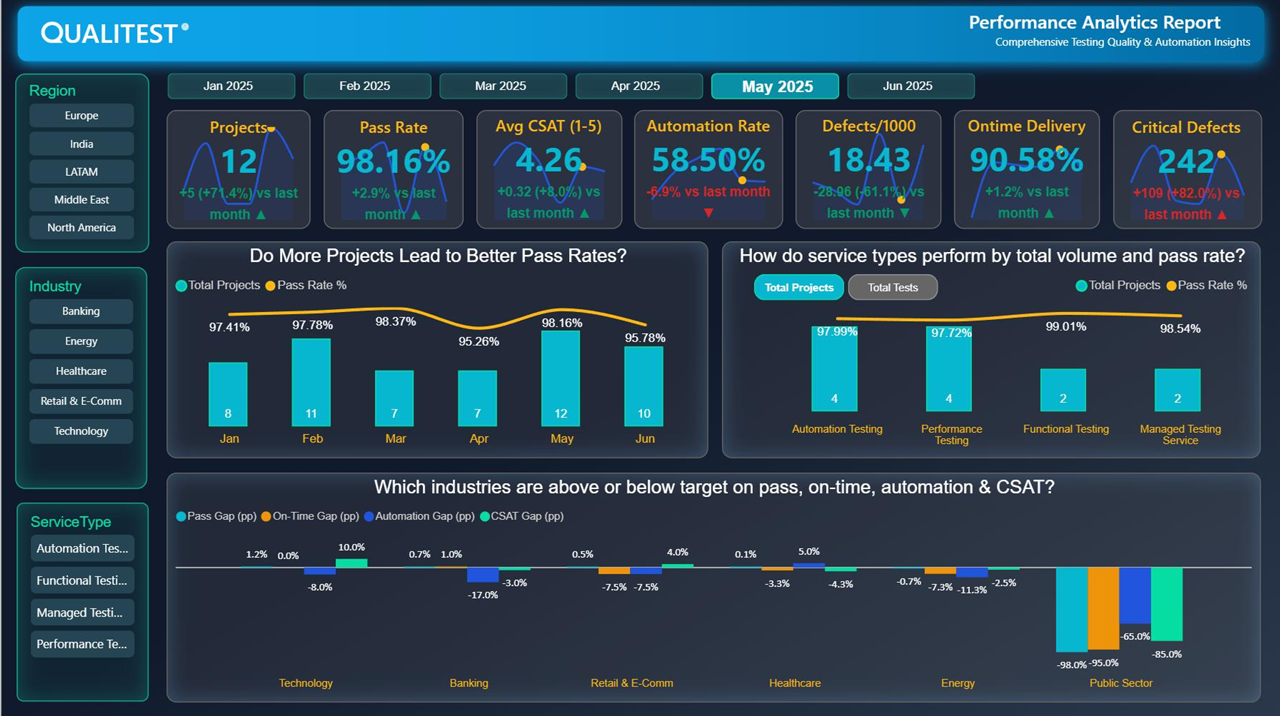 QUALITEST®
Performance Analytics Report
Comprehensive Testing Quality & Automation Insights
Region
Europe
India
LATAM
Middle East
North America
Industry
Banking
Energy
Healthcare
Retail & E-Comm
Technology
ServiceType
Automation Tes...
Functional Testi...
Managed Testi...
Performance Te...
Jan 2025
Feb 2025
Mar 2025
Apr 2025
May 2025
Jun 2025
Projects
12
+5 (+71.4%) vs last
month ▲
Pass Rate
98.16%
+2.9% vs last
month ▲
Avg CSAT (1-5)
4.26
+0.32 (+8.0%) vs
last month ▲
Automation Rate
58.50%
-6.9% vs last month
▼
Defects/1000
18.43
-28.96 (-61.1%) vs
last month ▼
Ontime Delivery
90.58%
+1.2% vs last
month ▲
Critical Defects
242
+109 (+82.0%) vs
last month ▲
Do More Projects Lead to Better Pass Rates?
Total Projects Pass Rate %
97.41% 97.78% 98.37% 95.26% 98.16% 95.78%
8 11 7 7 12 10
Jan Feb Mar Apr May Jun
How do service types perform by total volume and pass rate?
Total Projects Total Tests
Total Projects Pass Rate %
97.99% 97.72% 99.01% 98.54%
4 4 2 2
Automation Testing
Performance
Testing
Functional Testing
Managed Testing
Service
Which industries are above or below target on pass, on-time, automation & CSAT?
Pass Gap (pp) On-Time Gap (pp) Automation Gap (pp) CSAT Gap (pp)
1.2% 0.0% -8.0% 10.0%
0.7% 1.0% -17.0% -3.0%
0.5% -7.5% -7.5% 4.0%
0.1% -3.3% 5.0% -4.3%
-0.7% -7.3% -11.3% -2.5%
-98.0% -95.0% -65.0% -85.0%
Technology Banking Retail & E-Comm Healthcare Energy Public Sector